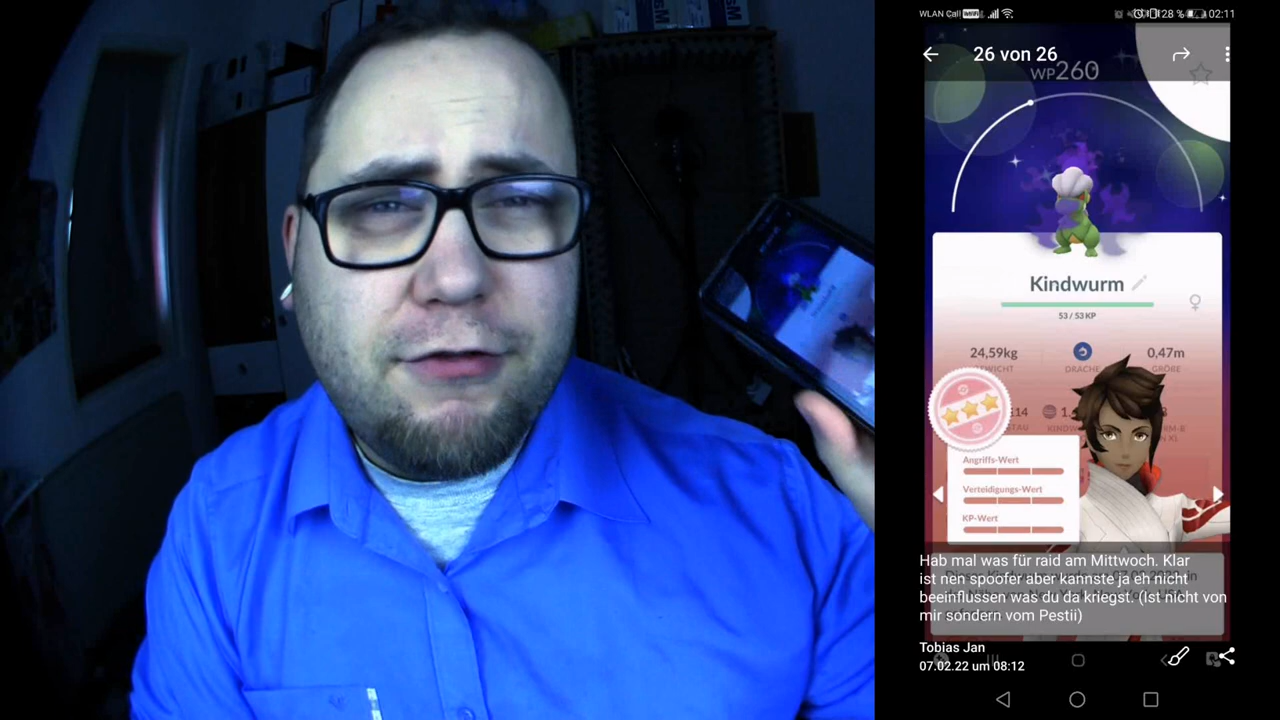 WLAN Call
28 %
02:11
26 von 26
WP260
Kindwurm
53 / 53 KP
24,59kg
DRACHE
0,47m
GRÖßE
Angriffs-Wert
Verteidigungs-Wert
KP-Wert
Hab mal was für raid am Mittwoch. Klar
ist nen spoofer aber kannste ja eh nicht
beeinflussen was du da kriegst. (Ist nicht von
mir sondern vom Pestii)
Tobias Jan
07.02.22 um 08:12